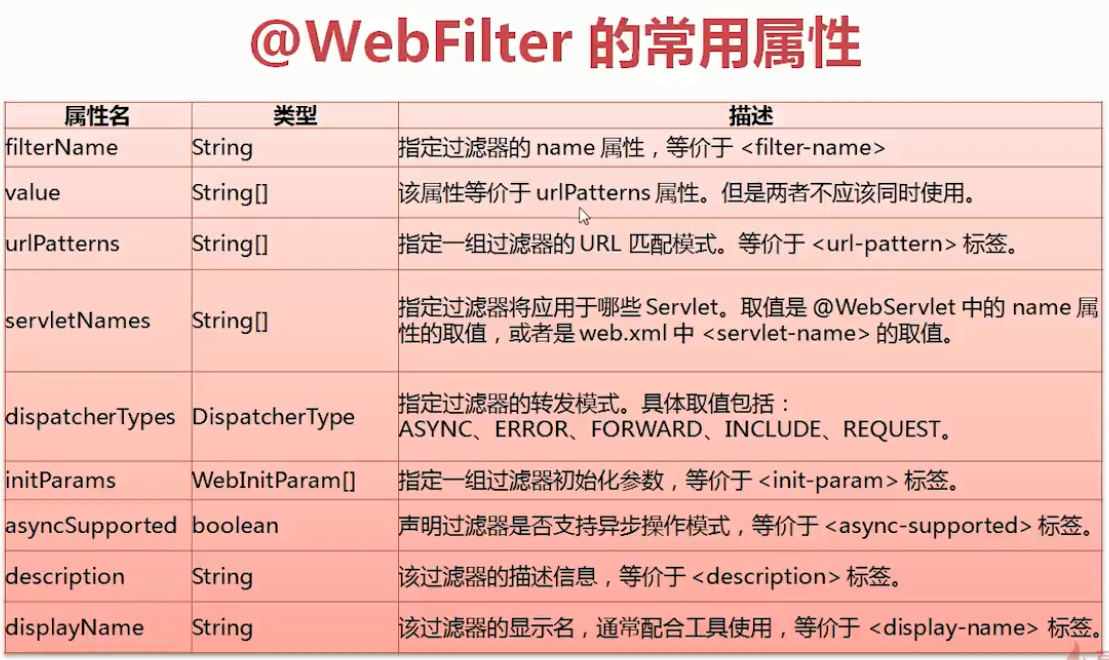 @WebFilter 的常用属性
属性名 类型 描述
filterName String 指定过滤器的 name 属性，等价于 <filter-name>
value String[] 该属性等价于 urlPatterns 属性。但是两者不应该同时使用。
urlPatterns String[] 指定一组过滤器的 URL 匹配模式。等价于 <url-pattern> 标签。
servletNames String[] 指定过滤器将应用于哪些 Servlet。取值是 @WebServlet 中的 name 属
性的取值，或者是 web.xml 中 <servlet-name> 的取值。
dispatcherTypes DispatcherType 指定过滤器的转发模式。具体取值包括：
ASYNC、ERROR、FORWARD、INCLUDE、REQUEST。
initParams WebInitParam[] 指定一组过滤器初始化参数，等价于 <init-param> 标签。
asyncSupported boolean 声明过滤器是否支持异步操作模式，等价于 <async-supported> 标签。
description String 该过滤器的描述信息，等价于 <description> 标签。
displayName String 该过滤器的显示名，通常配合工具使用，等价于 <display-name> 标签。